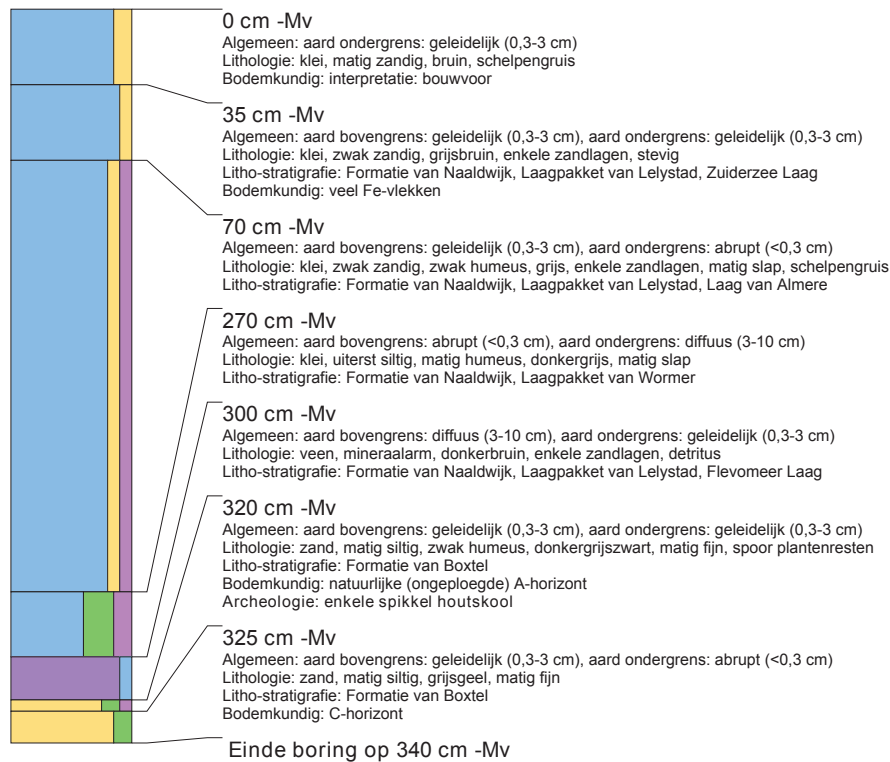 0 cm -Mv
Algemeen: aard ondergrens: geleidelijk (0,3-3 cm)
Lithologie: klei, matig zandig, bruin, schelpengruis
Bodemkundig: interpretatie: bouwvoor
35 cm -Mv
Algemeen: aard bovengrens: geleidelijk (0,3-3 cm), aard ondergrens: geleidelijk (0,3-3 cm)
Lithologie: klei, zwak zandig, grijsbruin, enkele zandlagen, stevig
Litho-stratigrafie: Formatie van Naaldwijk, Laagpakket van Lelystad, Zuiderzee Laag
Bodemkundig: veel Fe-vlekken
70 cm -Mv
Algemeen: aard bovengrens: geleidelijk (0,3-3 cm), aard ondergrens: abrupt (<0,3 cm)
Lithologie: klei, zwak zandig, zwak humeus, grijs, enkele zandlagen, matig slap, schelpengruis
Litho-stratigrafie: Formatie van Naaldwijk, Laagpakket van Lelystad, Laag van Almere
270 cm -Mv
Algemeen: aard bovengrens: abrupt (<0,3 cm), aard ondergrens: diffuus (3-10 cm)
Lithologie: klei, uiterst siltig, matig humeus, donkergrijs, matig slap
Litho-stratigrafie: Formatie van Naaldwijk, Laagpakket van Wormer
300 cm -Mv
Algemeen: aard bovengrens: diffuus (3-10 cm), aard ondergrens: geleidelijk (0,3-3 cm)
Lithologie: veen, mineraalarm, donkerbruin, enkele zandlagen, detritus
Litho-stratigrafie: Formatie van Naaldwijk, Laagpakket van Lelystad, Flevomeer Laag
320 cm -Mv
Algemeen: aard bovengrens: geleidelijk (0,3-3 cm), aard ondergrens: geleidelijk (0,3-3 cm)
Lithologie: zand, matig siltig, zwak humeus, donkergrijszwart, matig fijn, spoor plantenresten
Litho-stratigrafie: Formatie van Boxtel
Bodemkundig: natuurlijke (ongeploegde) A-horizont
Archeologie: enkele spikkel houtskool
325 cm -Mv
Algemeen: aard bovengrens: geleidelijk (0,3-3 cm), aard ondergrens: abrupt (<0,3 cm)
Lithologie: zand, matig siltig, grijsgeel, matig fijn
Litho-stratigrafie: Formatie van Boxtel
Bodemkundig: C-horizont
Einde boring op 340 cm -Mv